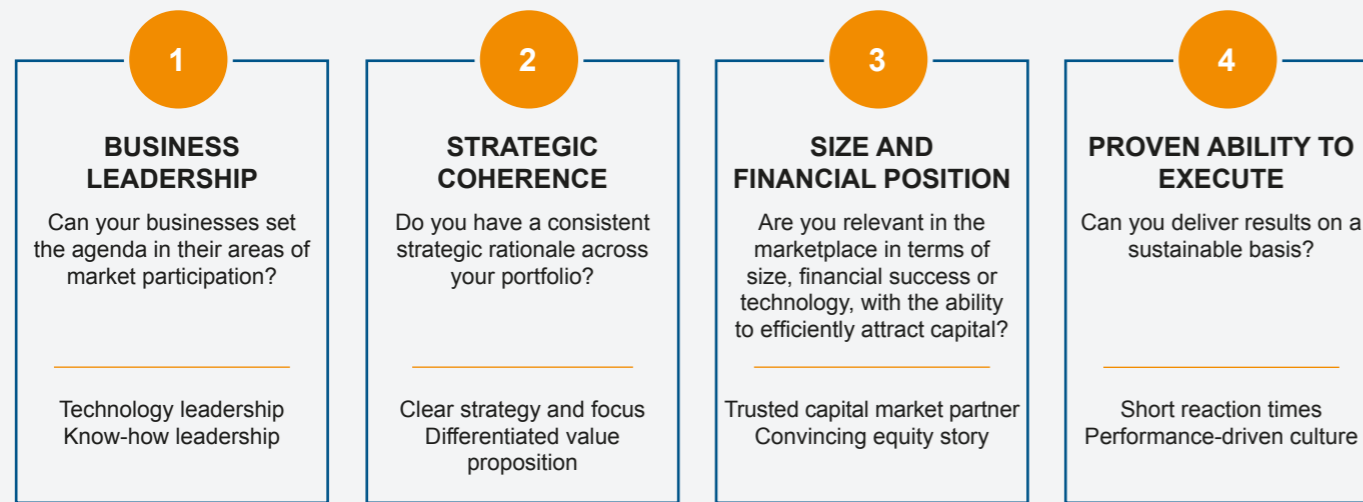 1
BUSINESS
LEADERSHIP
Can your businesses set
the agenda in their areas of
market participation?
Technology leadership
Know-how leadership
2
STRATEGIC
COHERENCE
Do you have a consistent
strategic rationale across
your portfolio?
Clear strategy and focus
Differentiated value
proposition
3
SIZE AND
FINANCIAL POSITION
Are you relevant in the
marketplace in terms of
size, financial success or
technology, with the ability
to efficiently attract capital?
Trusted capital market partner
Convincing equity story
4
PROVEN ABILITY TO
EXECUTE
Can you deliver results on a
sustainable basis?
Short reaction times
Performance-driven culture